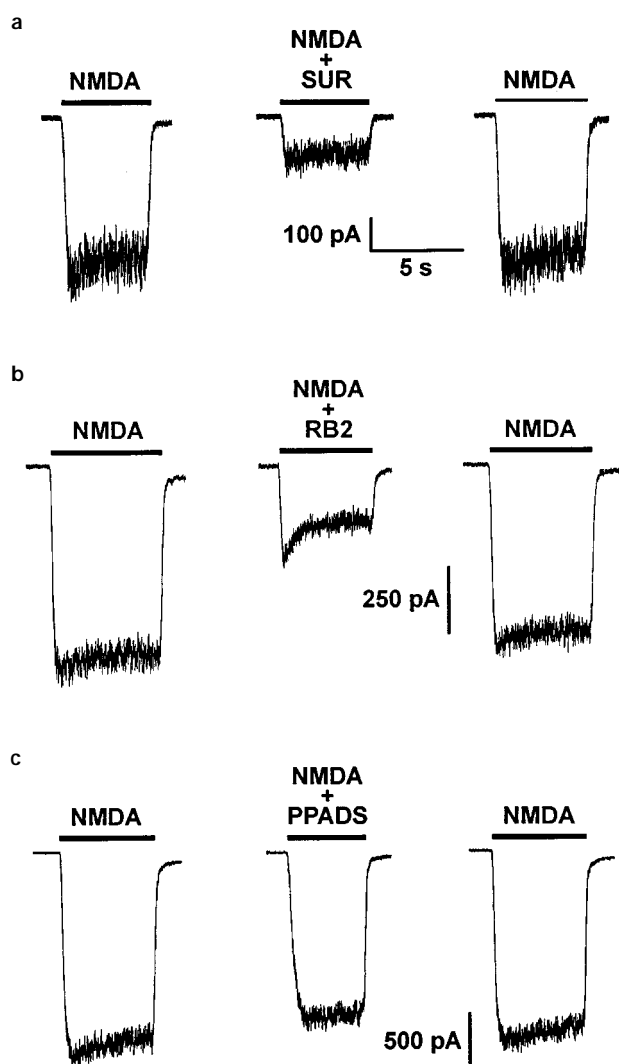 a
NMDA
NMDA
+
SUR
NMDA
100 pA
5 s
b
NMDA
NMDA
+
RB2
NMDA
250 pA
c
NMDA
NMDA
+
PPADS
NMDA
500 pA